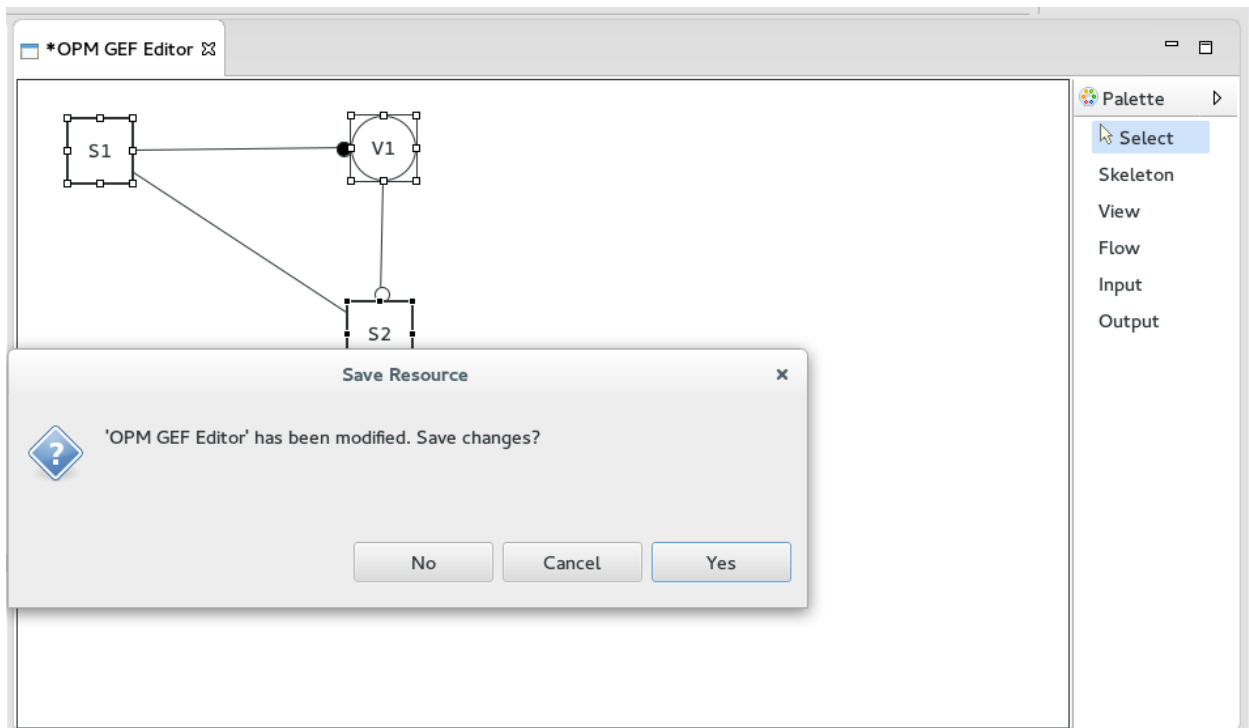 *OPM GEF Editor
Palette
Select
Skeleton
View
Flow
Input
Output
S1
V1
S2
Save Resource
'OPM GEF Editor' has been modified. Save changes?
No
Cancel
Yes